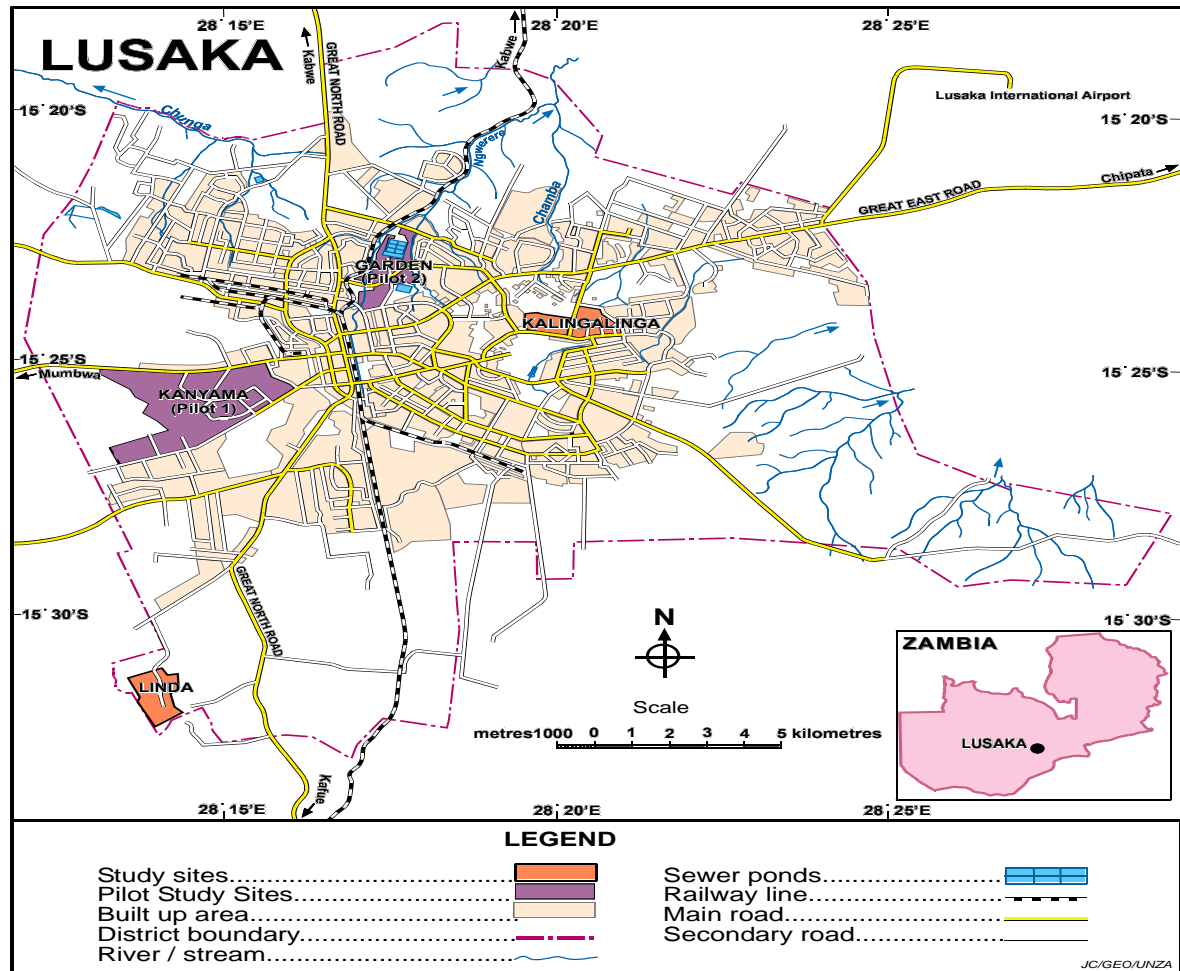 LUSAKA
28° 15'E
28° 20'E
28° 25'E
Kabwe
GREAT NORTH ROAD
Kabwe
15° 20'S
Chunga
Lusaka International Airport
15° 20'S
Ngwerere
Chamba
Chipata
GREAT EAST ROAD
GARDEN
(Pilot 2)
KALINGALINGA
15° 25'S
Mumbwa
15° 25'S
KANYAMA
(Pilot 1)
GREAT NORTH ROAD
15° 30'S
15° 30'S
N
LINDA
Scale
metres1000 0 1 2 3 4 5 kilometres
ZAMBIA
LUSAKA
Kafue
28° 15'E
28° 20'E
28° 25'E
LEGEND
Study sites
Pilot Study Sites
Built up area
District boundary
River / stream
Sewer ponds
Railway line
Main road
Secondary road
JC/GEO/UNZA